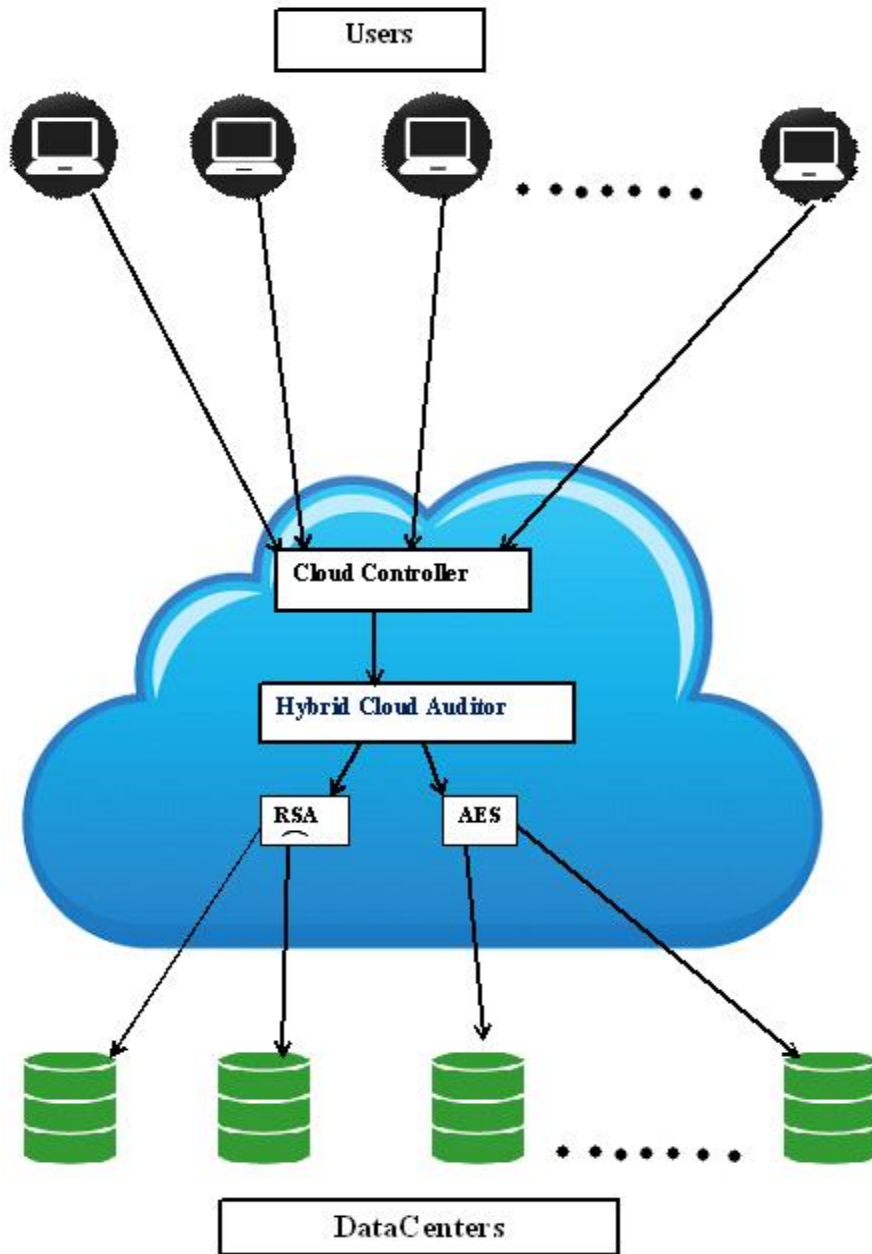 Users
Cloud Controller
Hybrid Cloud Auditor
RSA
AES
DataCenters